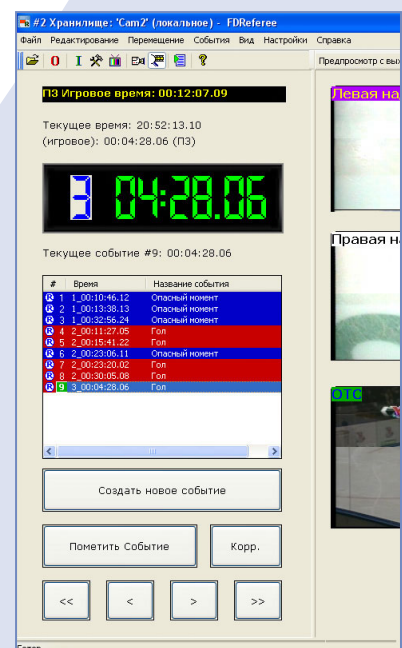 #2 Хранилище: 'Cam2' (локальное) - FDReferee
Файл Редактирование Перемещение События Вид Настройки Справка
Предпросмотр с вых
П3 Игровое время: 00:12:07.09
Левая на
Текущее время: 20:52:13.10
(игровое): 00:04:28.06 (П3)
3 04:28.06
Правая н
Текущее событие #9: 00:04:28.06
# Время Название события
R 1 1_00:10:46.12 Опасный момент
R 2 1_00:13:38.13 Опасный момент
R 3 1_00:32:56.24 Опасный момент
R 4 2_00:11:27.05 Гол
R 5 2_00:15:41.22 Гол
R 6 2_00:23:06.11 Опасный момент
R 7 2_00:23:20.02 Гол
R 8 2_00:30:05.08 Гол
R 9 3_00:04:28.06 Гол
ОТС
Создать новое событие
Пометить Событие Корр.
<< < > >>